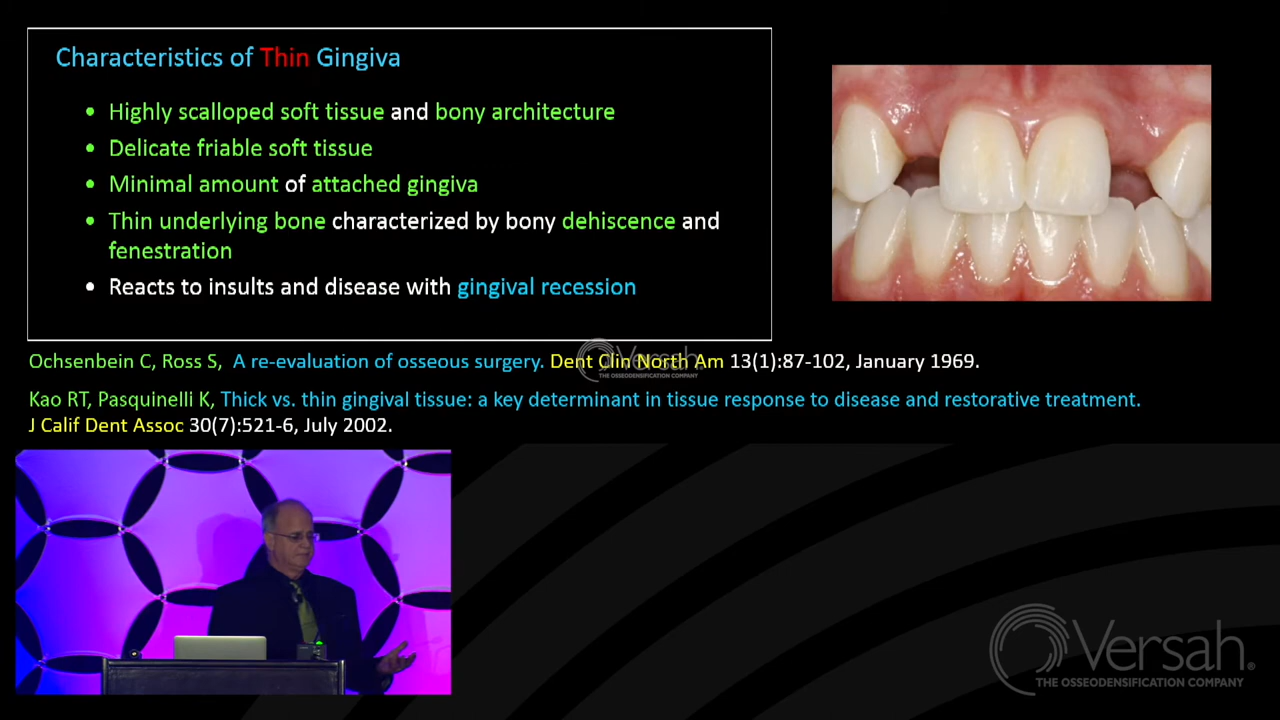 Characteristics of Thin Gingiva
• Highly scalloped soft tissue and bony architecture
• Delicate friable soft tissue
• Minimal amount of attached gingiva
• Thin underlying bone characterized by bony dehiscence and
fenestration
• Reacts to insults and disease with gingival recession
Ochsenbein C, Ross S, A re-evaluation of osseous surgery. Dent Clin North Am 13(1):87-102, January 1969.
Versah
THE OSSEODENSIFICATION COMPANY
Kao RT, Pasquinelli K, Thick vs. thin gingival tissue: a key determinant in tissue response to disease and restorative treatment.
J Calif Dent Assoc 30(7):521-6, July 2002.
Versah®
THE OSSEODENSIFICATION COMPANY